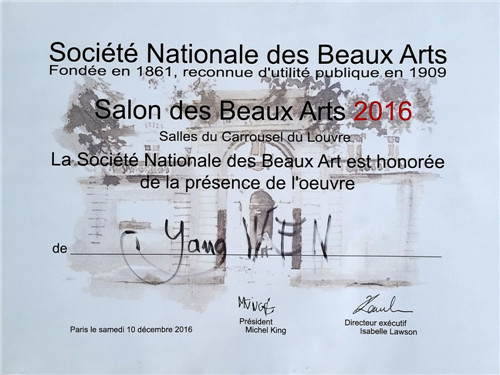 Société Nationale des Beaux Arts
Fondée en 1861, reconnue d'utilité publique en 1909
Salon des Beaux Arts 2016
Salles du Carrousel du Louvre
La Société Nationale des Beaux Art est honorée
de la présence de l'oeuvre
de Yang WEN
Président
Michel King
Directeur exécutif
Isabelle Lawson
Paris le samedi 10 décembre 2016